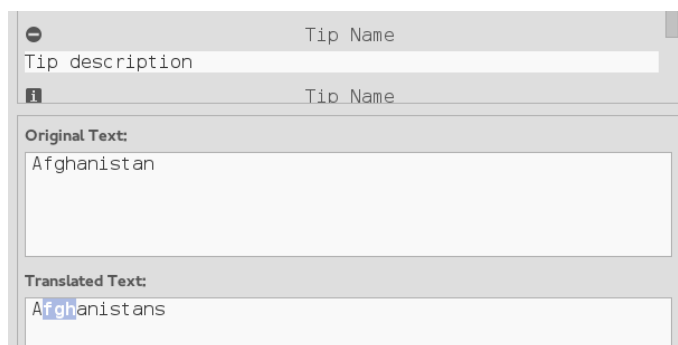 Tip Name
Tip description
Tip Name
Original Text:
Afghanistan
Translated Text:
Afghanistans